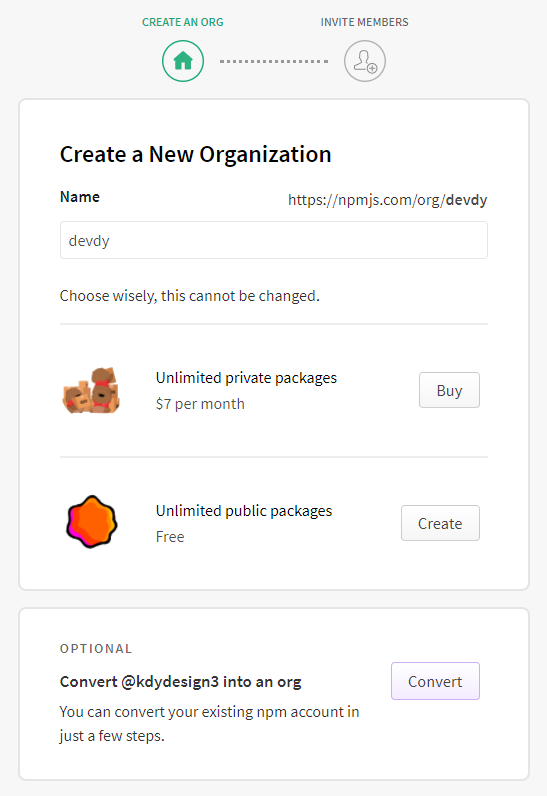 CREATE AN ORG
INVITE MEMBERS
Create a New Organization
Name
https://npmjs.com/org/devdy
devdy
Choose wisely, this cannot be changed.
Unlimited private packages
$7 per month
Buy
Unlimited public packages
Free
Create
OPTIONAL
Convert @kdydesign3 into an org
You can convert your existing npm account in
just a few steps.
Convert